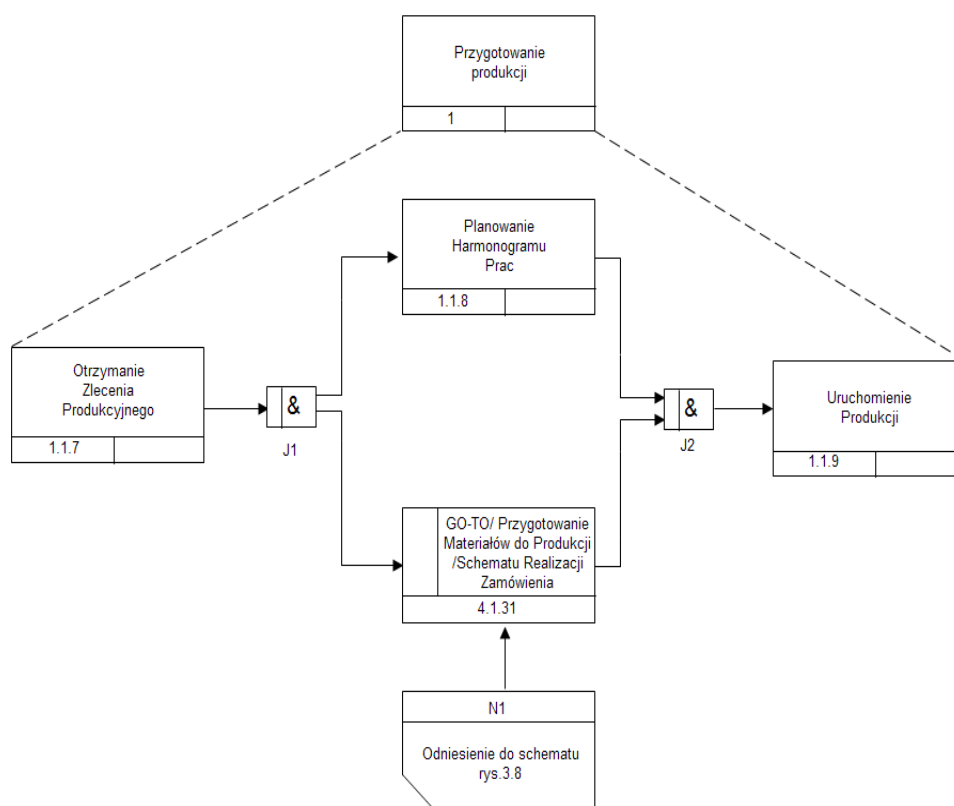 Przygotowanie
produkcji
1
Planowanie
Harmonogramu
Prac
1.1.8
Otrzymanie
Zlecenia
Produkcyjnego
1.1.7
&
J1
&
J2
Uruchomienie
Produkcji
1.1.9
GO-TO/ Przygotowanie
Materiałów do Produkcji
/Schematu Realizacji
Zamówienia
4.1.31
N1
Odniesienie do schematu
rys.3.8